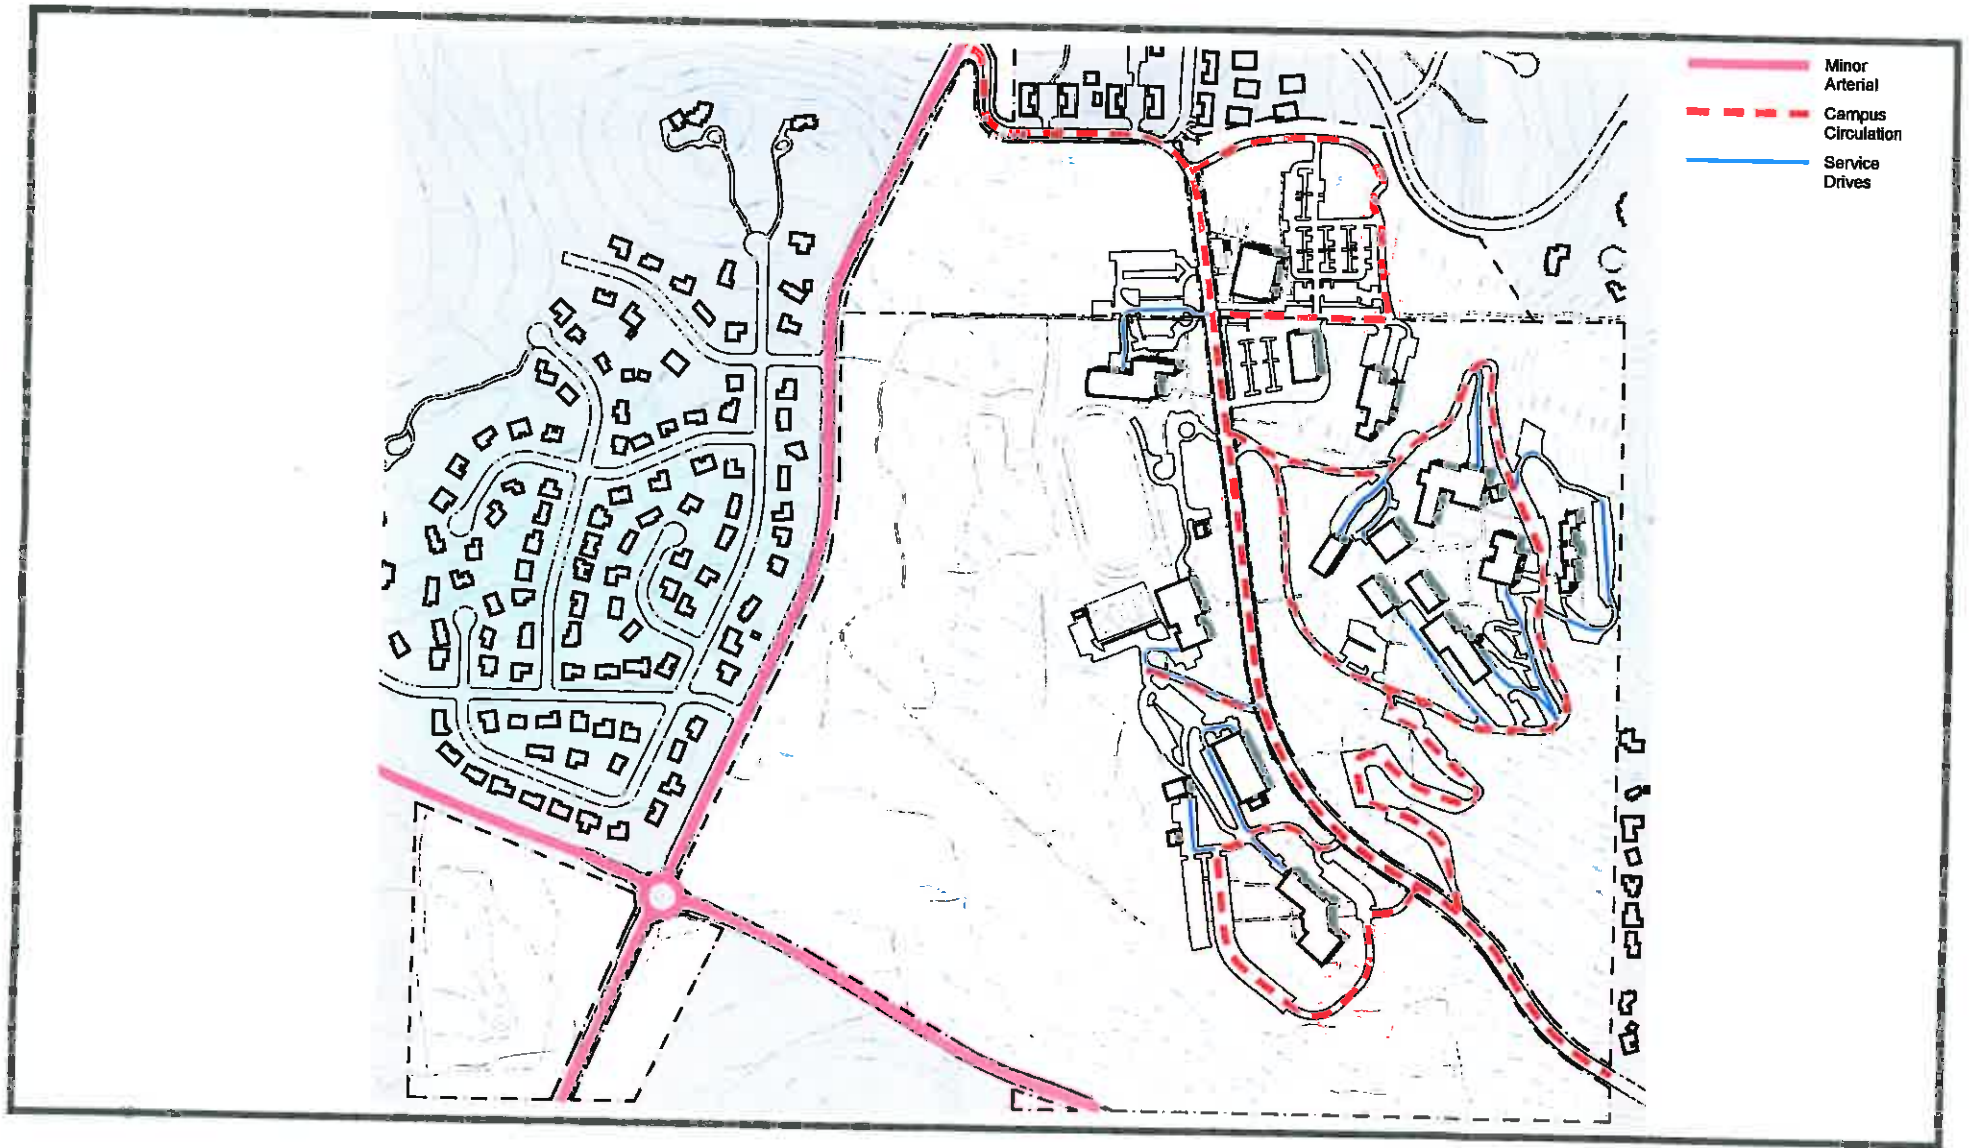 Minor
Arterial
Campus
Circulation
Service
Drives